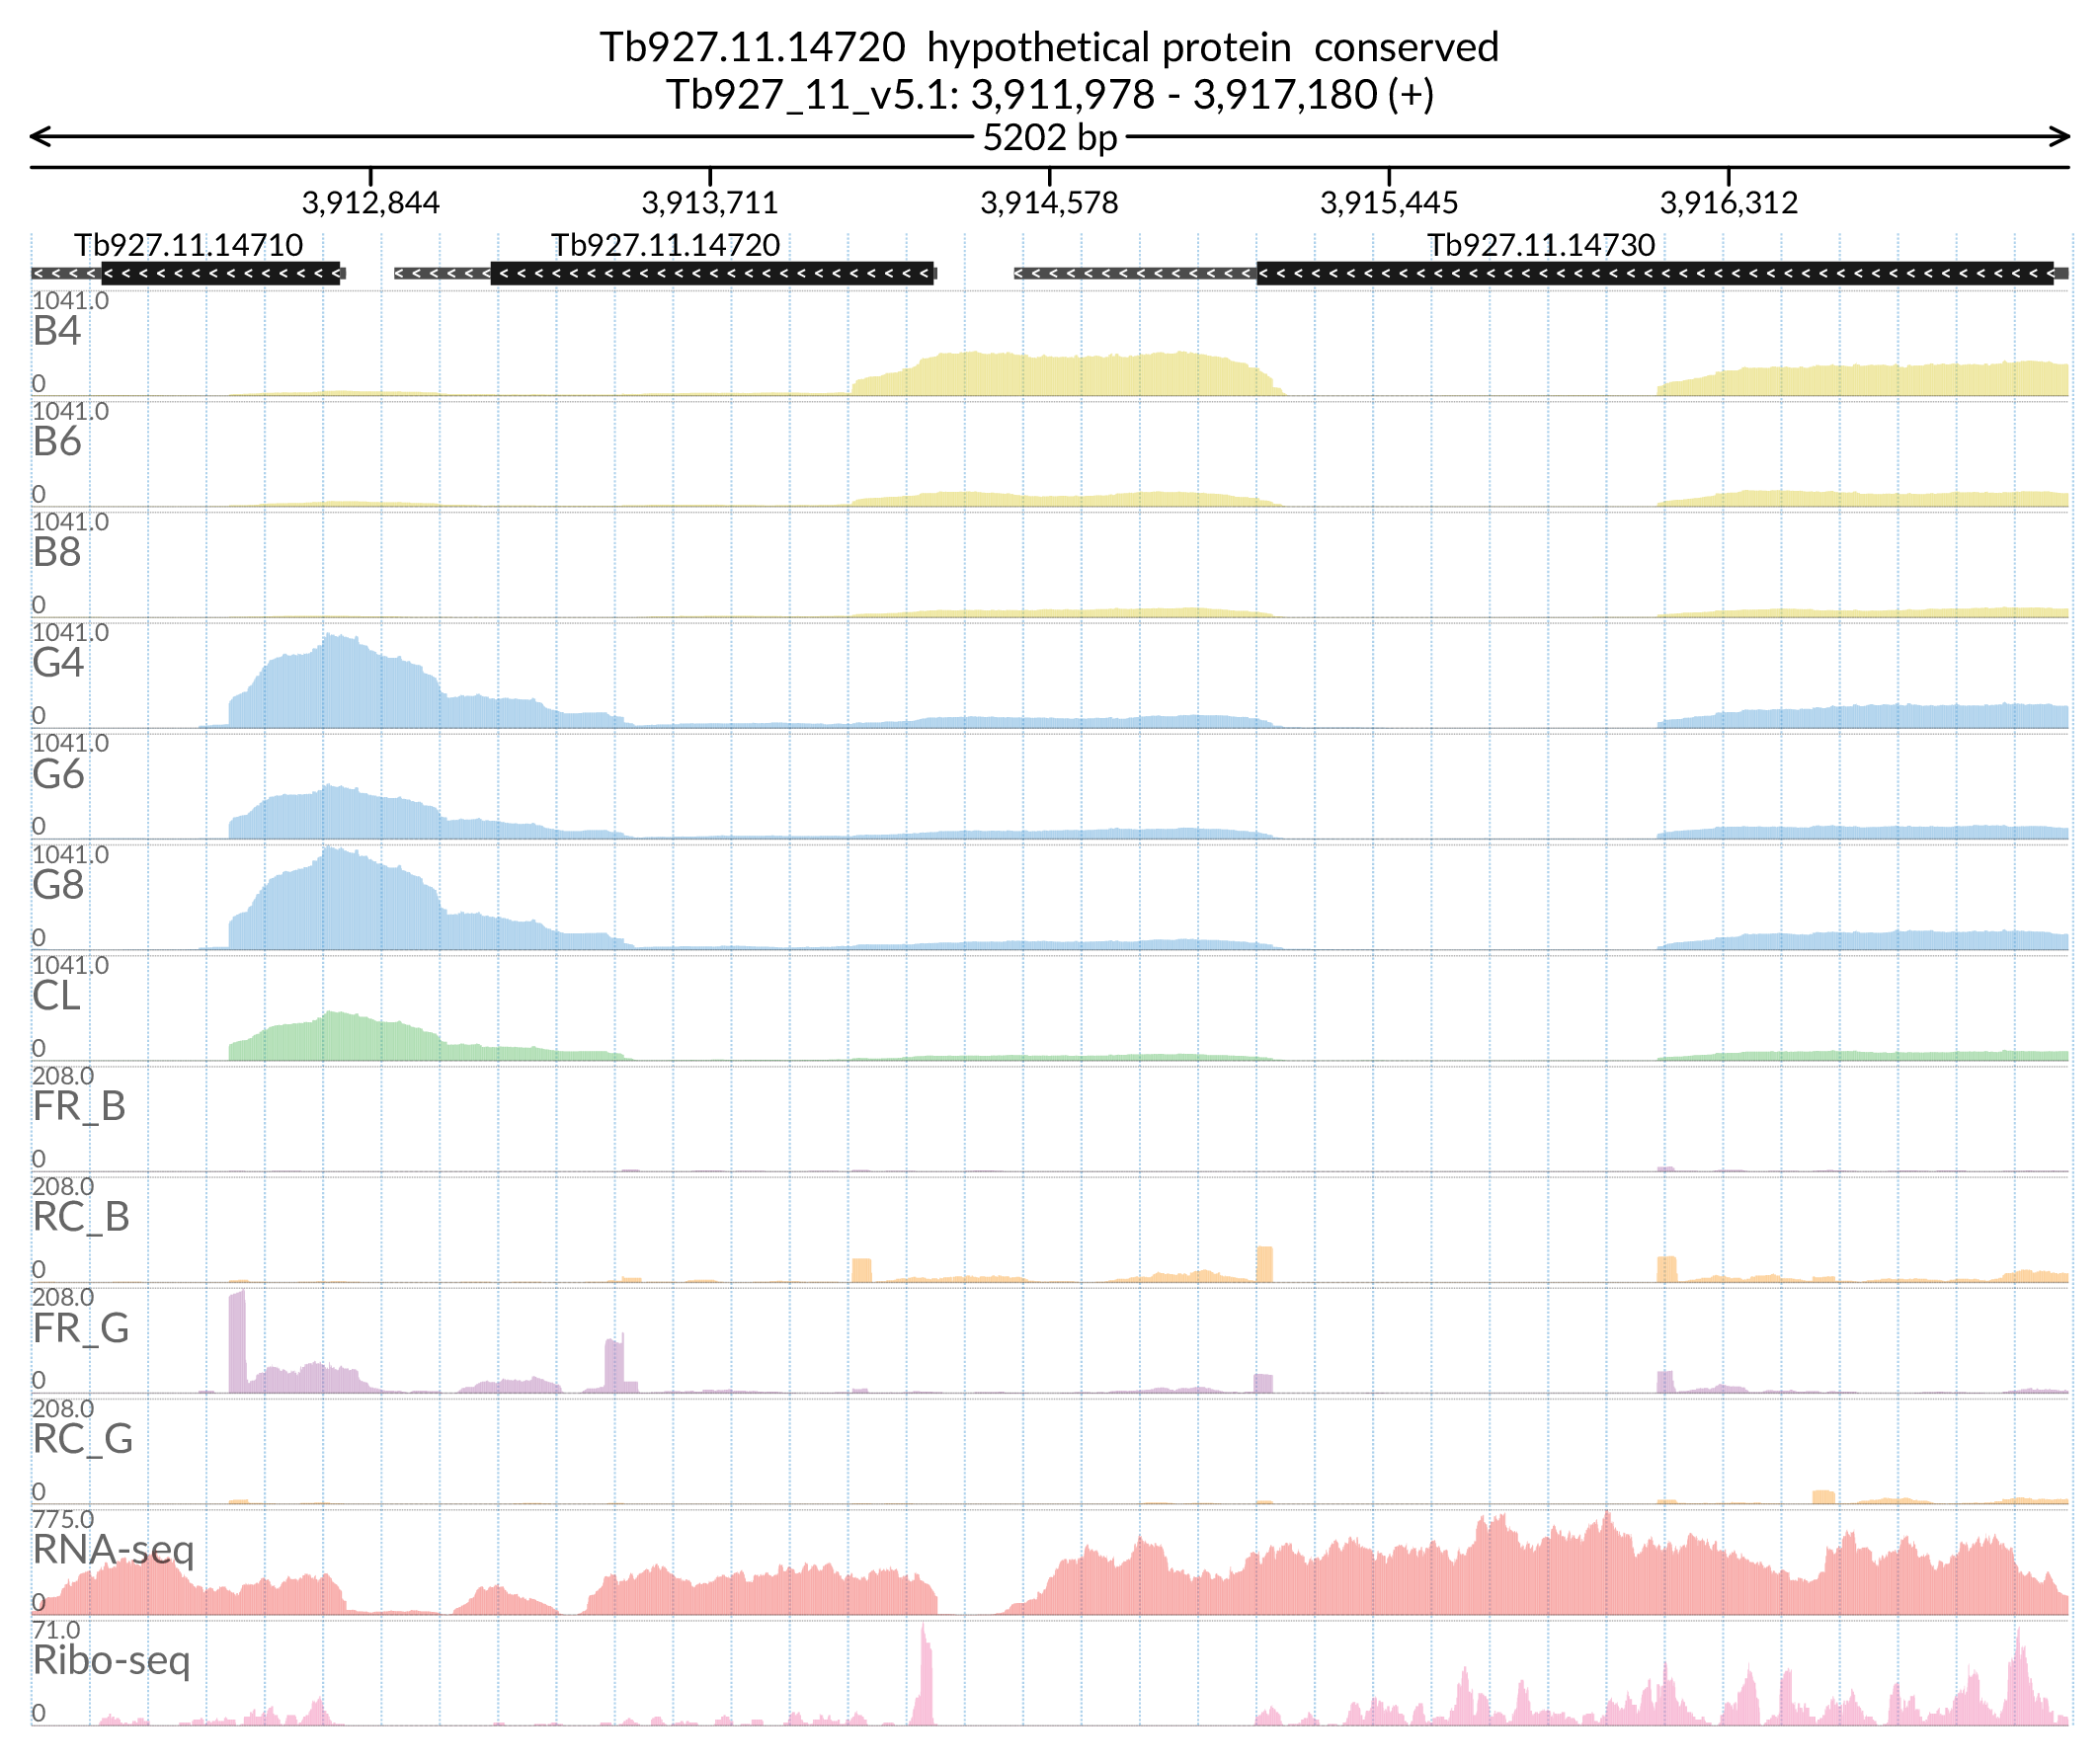 Tb927.11.14720 hypothetical protein conserved
Tb927_11_v5.1: 3,911,978 - 3,917,180 (+)
5202 bp
3,912,844 3,913,711 3,914,578 3,915,445 3,916,312
Tb927.11.14710 Tb927.11.14720 Tb927.11.14730
1041.0
B4
0
1041.0
B6
0
1041.0
B8
0
1041.0
G4
0
1041.0
G6
0
1041.0
G8
0
1041.0
CL
0
208.0
FR_B
0
208.0
RC_B
0
208.0
FR_G
0
208.0
RC_G
0
775.0
RNA-seq
0
71.0
Ribo-seq
0